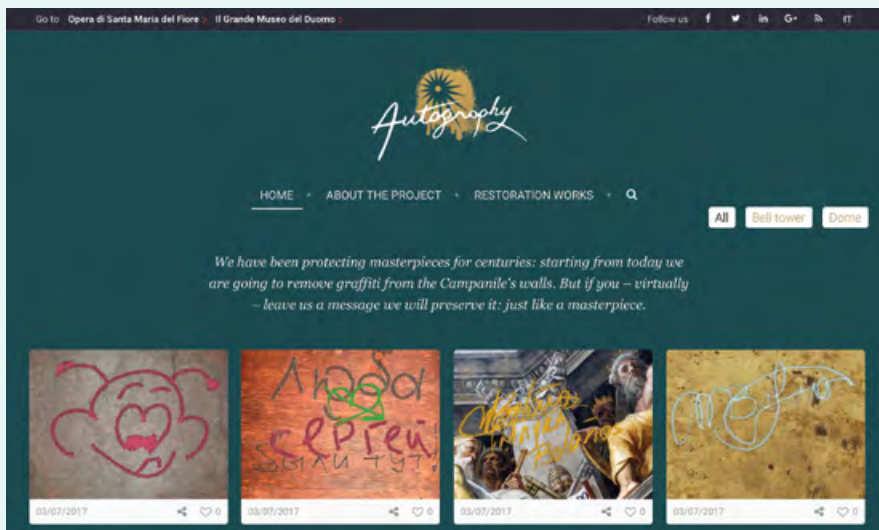 Go to Opera di Santa Maria del Fiore > Il Grande Museo del Duomo >
Follow us f in G+ IT
Autography
HOME + ABOUT THE PROJECT + RESTORATION WORKS +
All Bell tower Dome
We have been protecting masterpieces for centuries: starting from today we
are going to remove graffiti from the Campanile's walls. But if you – virtually
– leave us a message we will preserve it: just like a masterpiece.
Люба
Сергей
БЫЛИ ТУТ!
03/07/2017 0
03/07/2017 0
03/07/2017 0
03/07/2017 0